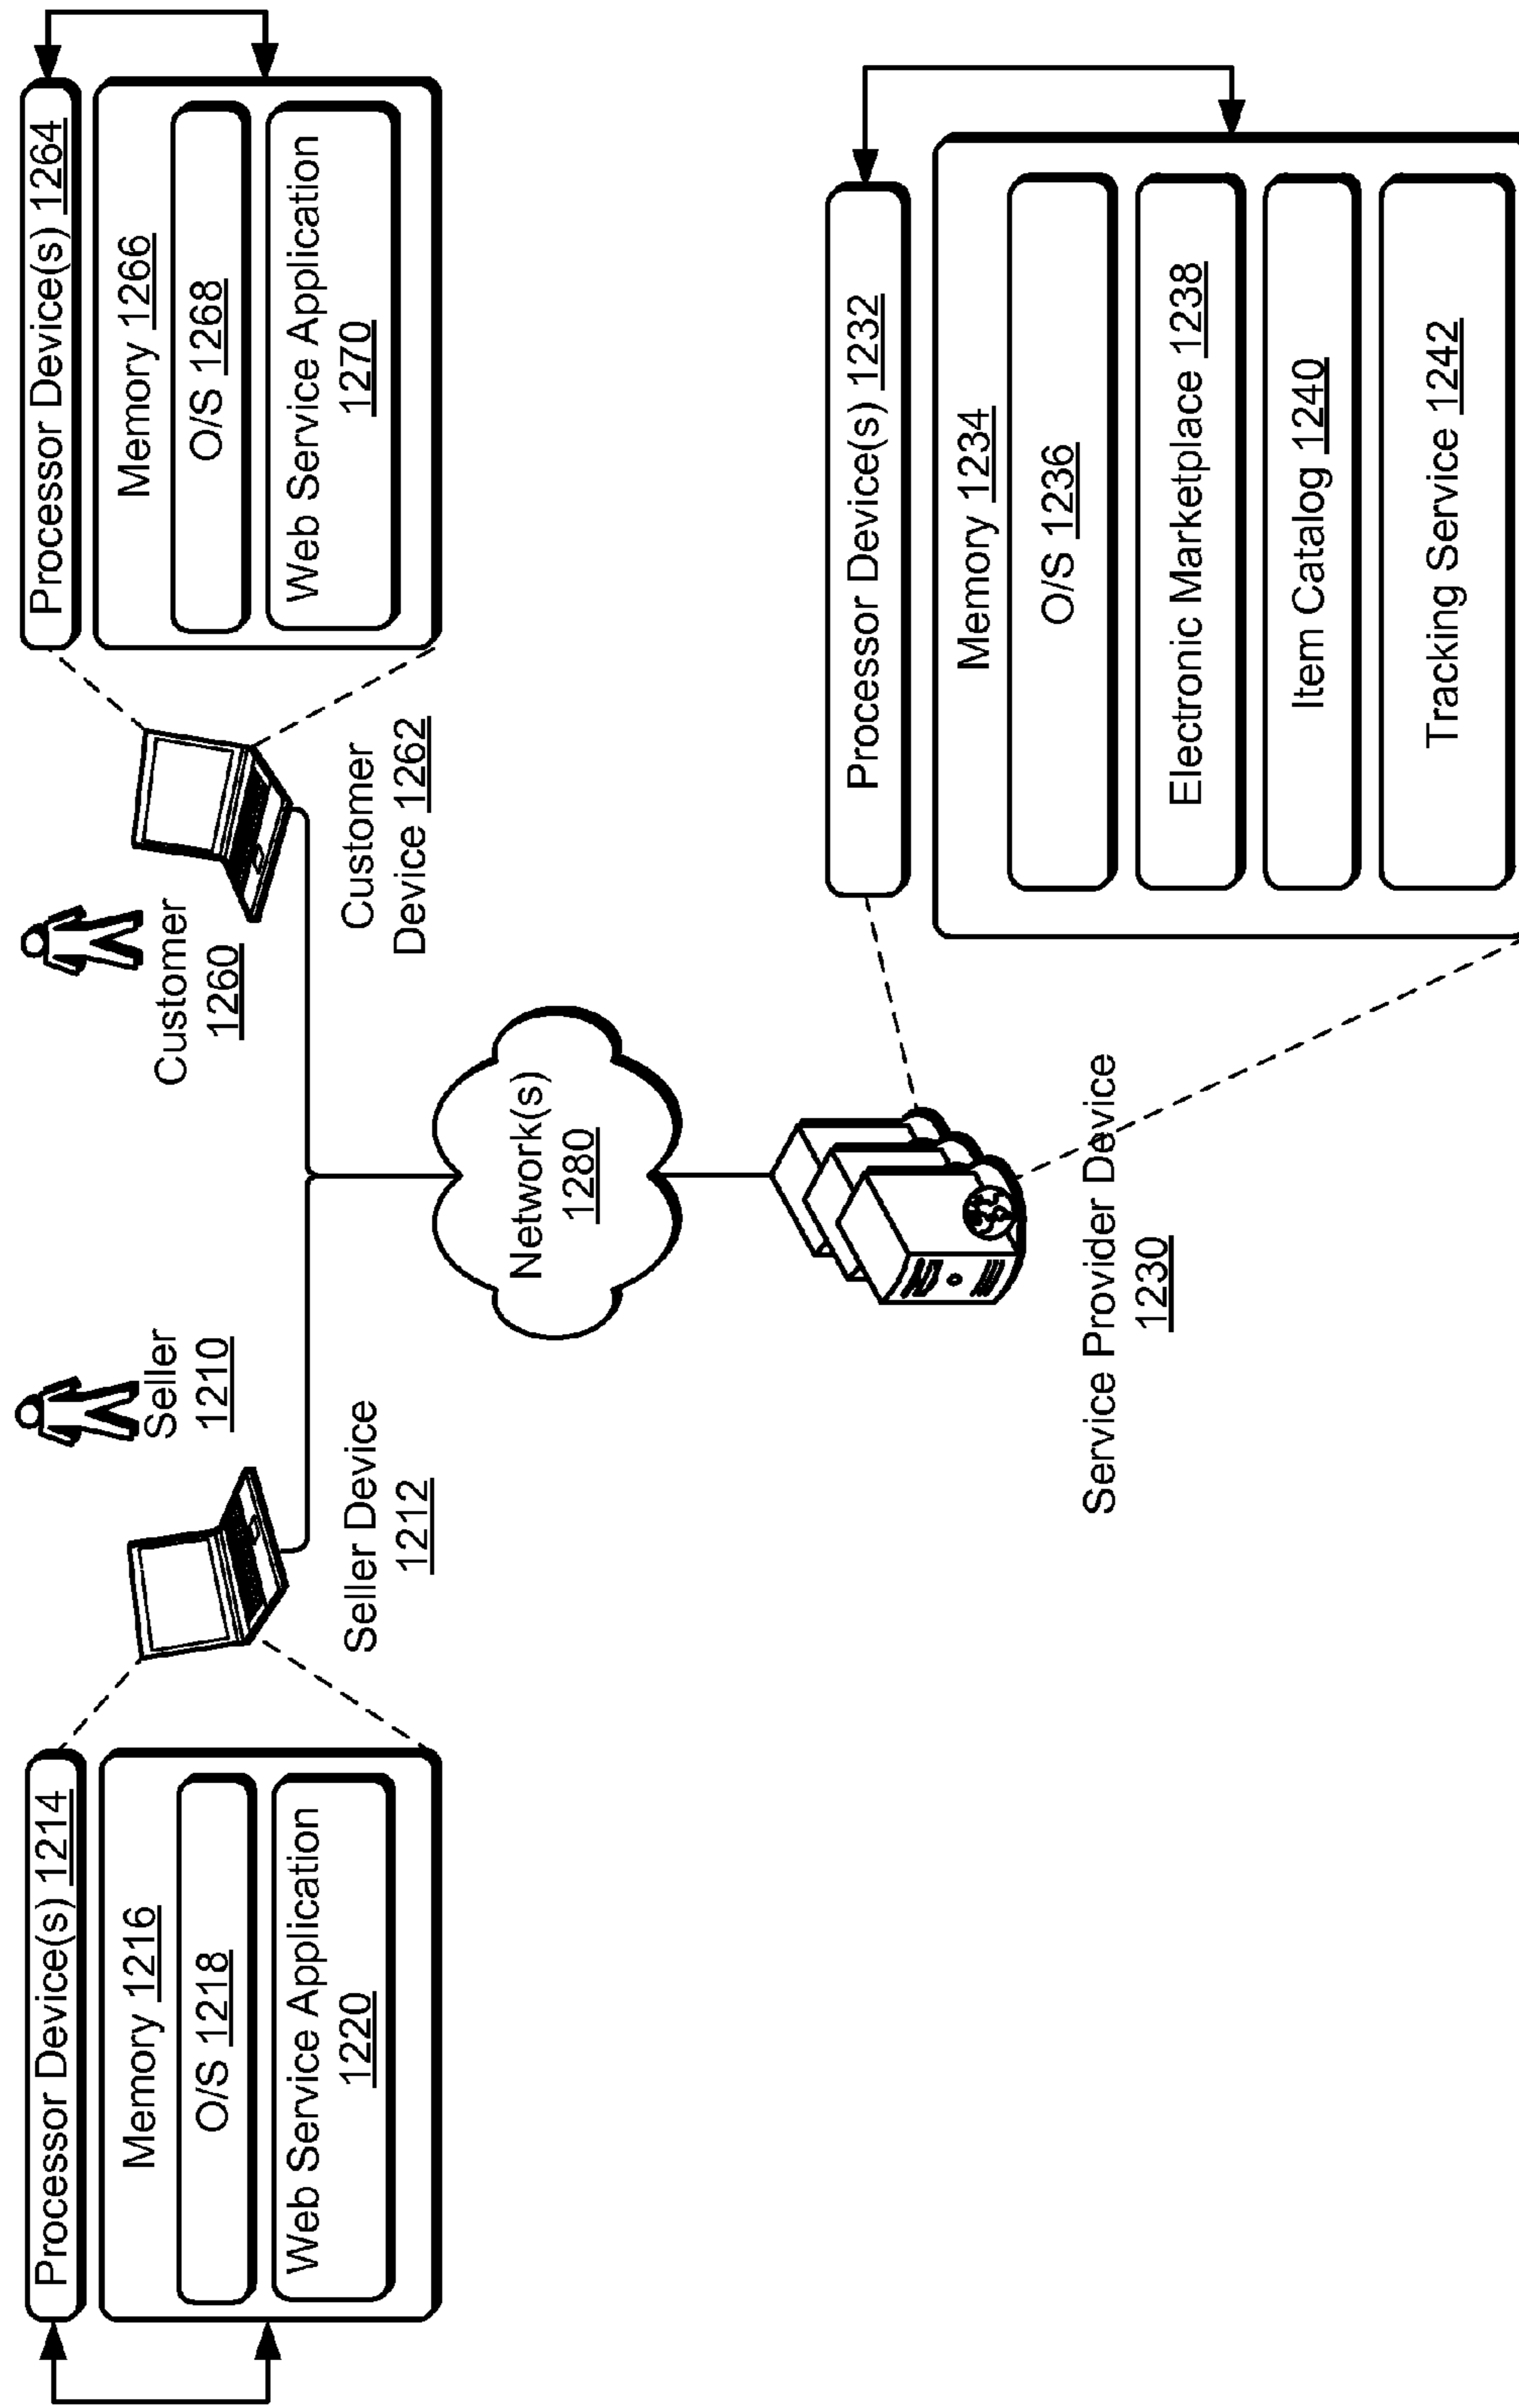 Processor Device(s) 1214
Memory 1216
O/S 1218
Web Service Application
1220
Seller
1210
Seller Device
1212
Customer
1260
Customer
Device 1262
Processor Device(s) 1264
Memory 1266
O/S 1268
Web Service Application
1270
Network(s)
1280
Service Provider Device
1230
Processor Device(s) 1232
Memory 1234
O/S 1236
Electronic Marketplace 1238
Item Catalog 1240
Tracking Service 1242